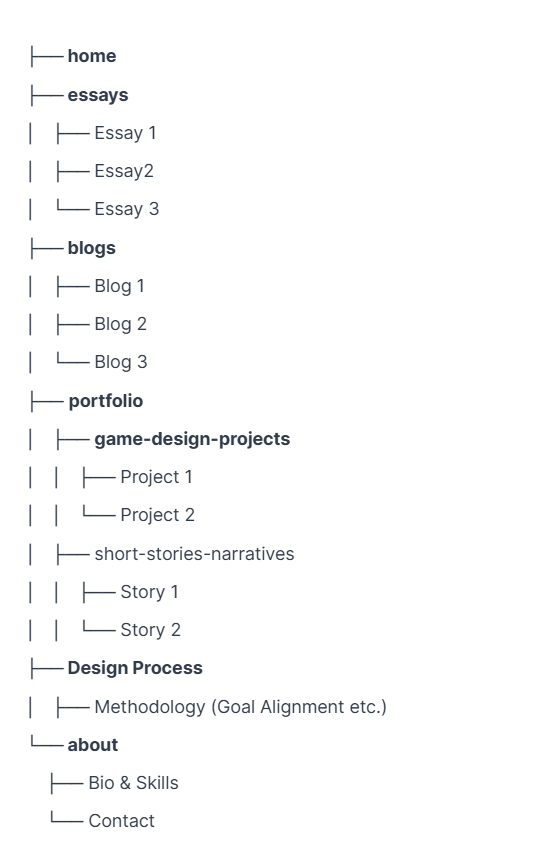 ├── home
├── essays
│ ├── Essay 1
│ ├── Essay2
│ └── Essay 3
├── blogs
│ ├── Blog 1
│ ├── Blog 2
│ └── Blog 3
├── portfolio
│ ├── game-design-projects
│ │ ├── Project 1
│ │ └── Project 2
│ ├── short-stories-narratives
│ │ ├── Story 1
│ │ └── Story 2
├── Design Process
│ ├── Methodology (Goal Alignment etc.)
└── about
├── Bio & Skills
└── Contact